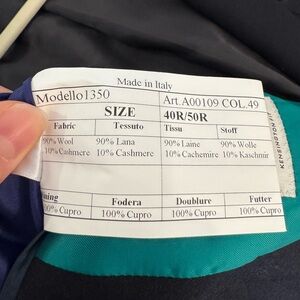 Made in Italy
Modello1350 Art.A00109 COL.49
SIZE 40R/50R
Fabric Tessuto Tissu Stoff
90% Wool 90% Lana 90% Laine 90% Wolle
10% Cashmere 10% Cashmere 10% Cachemire 10% Kaschmir
Fodera Doublure Futter
100% Cupro 100% Cupro 100% Cupro
KENSINGTON FIT